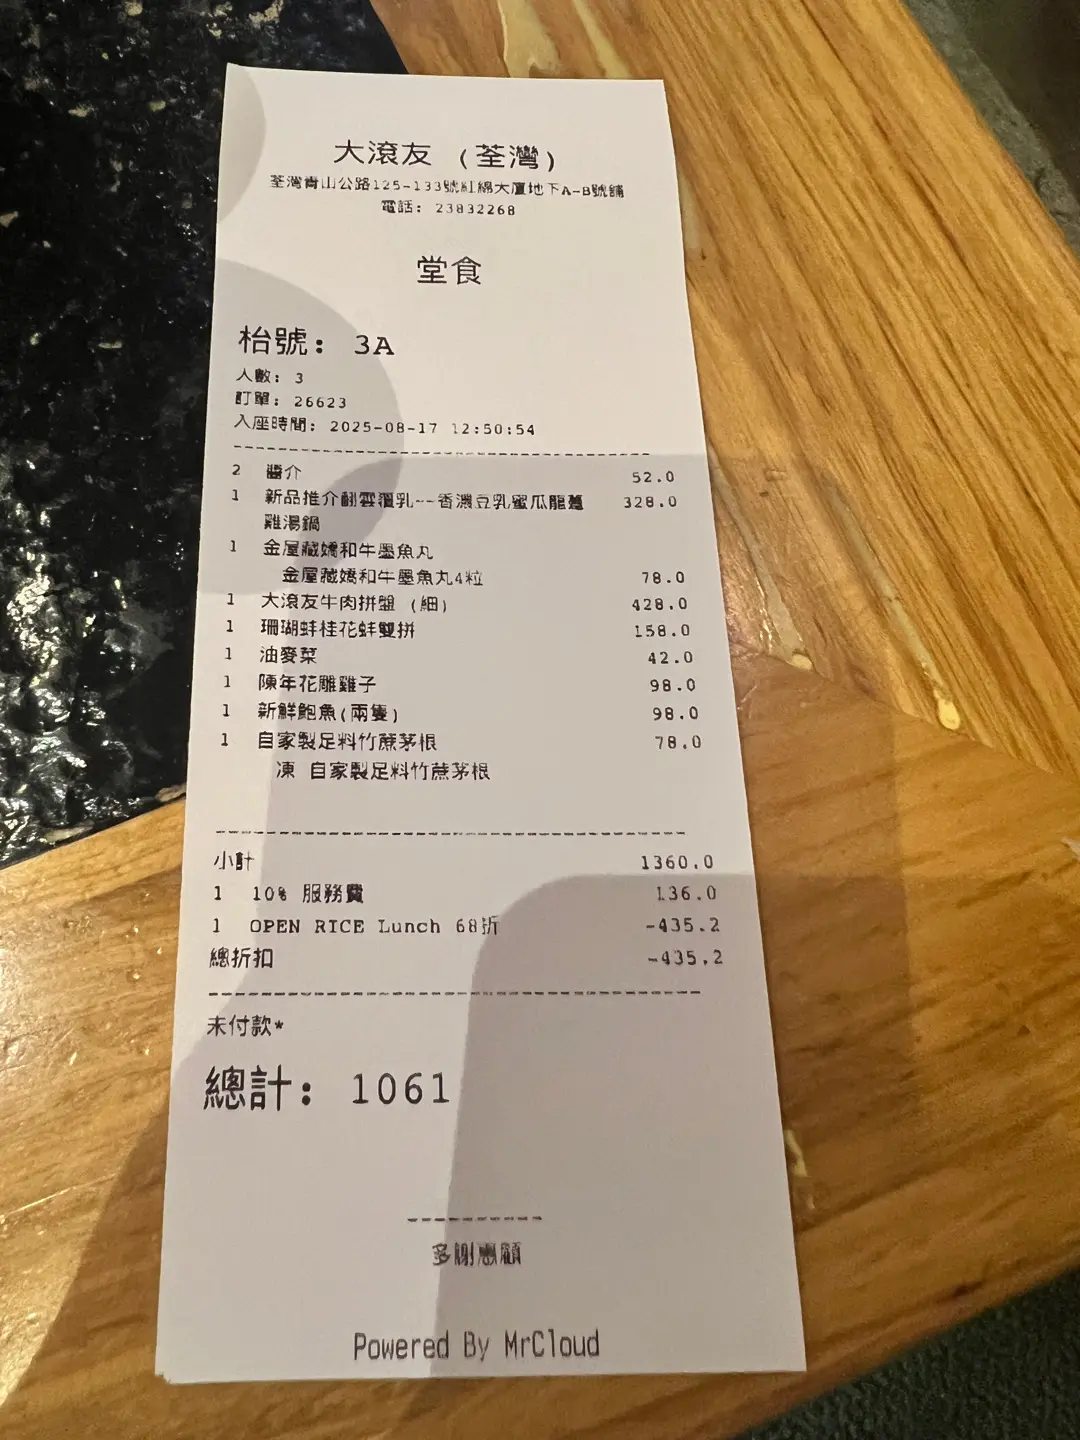 大滾友 (荃灣)
荃灣青山公路125-133號紅綿大廈地下A-B號舖
電話: 23832268
堂食
枱號: 3A
人數: 3
訂單: 26623
入座時間: 2025-08-17 12:50:54
2 醬介 52.0
1 新品推介翻雲覆乳--香濃豆乳蜜瓜龍躉 328.0
雞湯鍋
1 金屋藏嬌和牛墨魚丸
金屋藏嬌和牛墨魚丸4粒 78.0
1 大滾友牛肉拼盤 (細) 428.0
1 珊瑚蚌桂花蚌雙拼 158.0
1 油麥菜 42.0
1 陳年花雕雞子 98.0
1 新鮮鮑魚(兩隻) 98.0
1 自家製足料竹蔗茅根 78.0
凍 自家製足料竹蔗茅根
小計 1360.0
1 10% 服務費 136.0
1 OPEN RICE Lunch 68折 -435.2
總折扣 -435.2
未付款*
總計: 1061
多謝惠顧
Powered By MrCloud